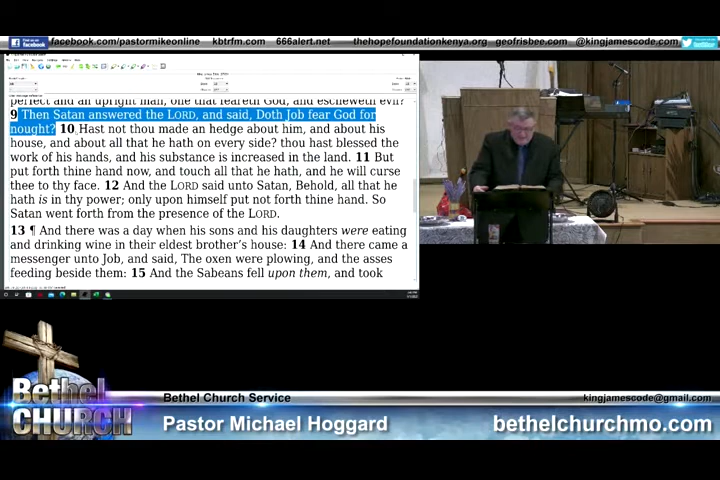 Find us on facebook facebook.com/pastormikeonline kbtrfm.com 666alert.net thehopefoundationkenya.org geofrisbee.com @kingjamescode.com twitter
perfect and an upright man, one that feareth God, and escheweth evil?
9 Then Satan answered the LORD, and said, Doth Job fear God for
nought? 10 Hast not thou made an hedge about him, and about his
house, and about all that he hath on every side? thou hast blessed the
work of his hands, and his substance is increased in the land. 11 But
put forth thine hand now, and touch all that he hath, and he will curse
thee to thy face. 12 And the LORD said unto Satan, Behold, all that he
hath is in thy power; only upon himself put not forth thine hand. So
Satan went forth from the presence of the LORD.
13 ¶ And there was a day when his sons and his daughters were eating
and drinking wine in their eldest brother's house: 14 And there came a
messenger unto Job, and said, The oxen were plowing, and the asses
feeding beside them: 15 And the Sabeans fell upon them, and took
Bethel
CHURCH
Bethel Church Service kingjamescode@gmail.com
Pastor Michael Hoggard bethelchurchmo.com